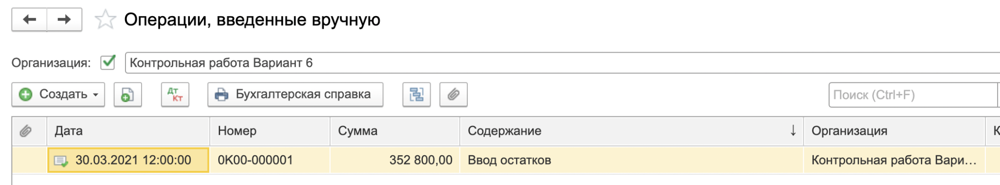 Операции, введенные вручную
Организация: Контрольная работа Вариант 6
Создать Дт Кт Бухгалтерская справка Поиск (Ctrl+F)
Дата Номер Сумма Содержание ↓ Организация К
30.03.2021 12:00:00 0К00-000001 352 800,00 Ввод остатков Контрольная работа Вари...